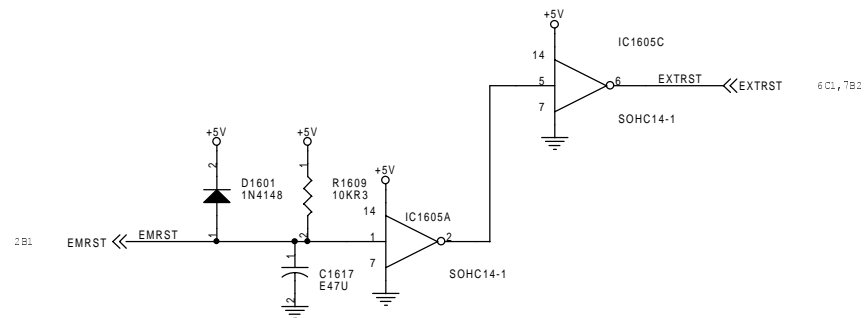 +5V
IC1605C
14
5
6
EXTRST
EXTRST
6C1,7B2
7
SOHC14-1
+5V
+5V
2
D1601
1N4148
1
R1609
10KR3
+5V
14
IC1605A
2B1
EMRST
EMRST
1
2
1
2
7
1
C1617
E47U
2
SOHC14-1